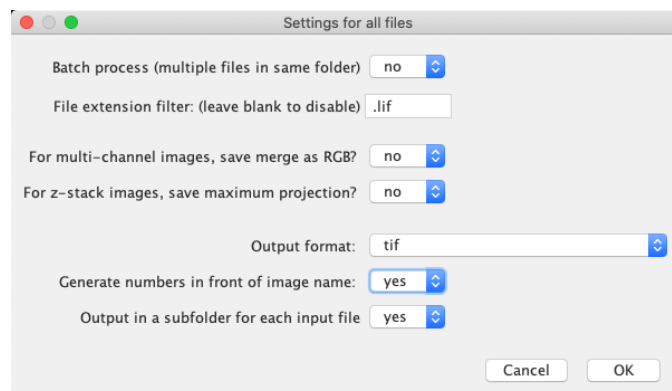 Settings for all files
Batch process (multiple files in same folder) no
File extension filter: (leave blank to disable) .lif
For multi-channel images, save merge as RGB? no
For z-stack images, save maximum projection? no
Output format: tif
Generate numbers in front of image name: yes
Output in a subfolder for each input file yes
Cancel OK